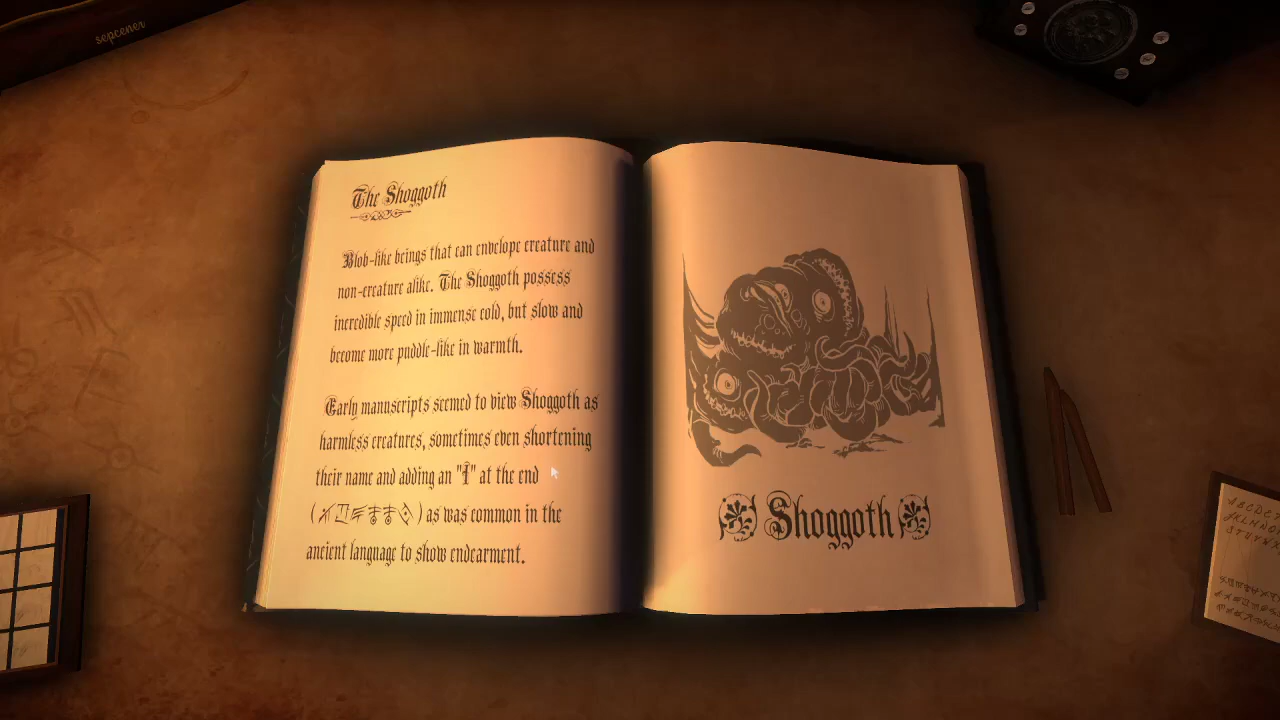 sepcener
The Shoggoth
Blob-like beings that can envelope creature and
non-creature alike. The Shoggoth possess
incredible speed in immense cold, but slow and
become more puddle-like in warmth.
Early manuscripts seemed to view Shoggoth as
harmless creatures, sometimes even shortening
their name and adding an "I" at the end
( ) as was common in the
ancient language to show endearment.
Shoggoth